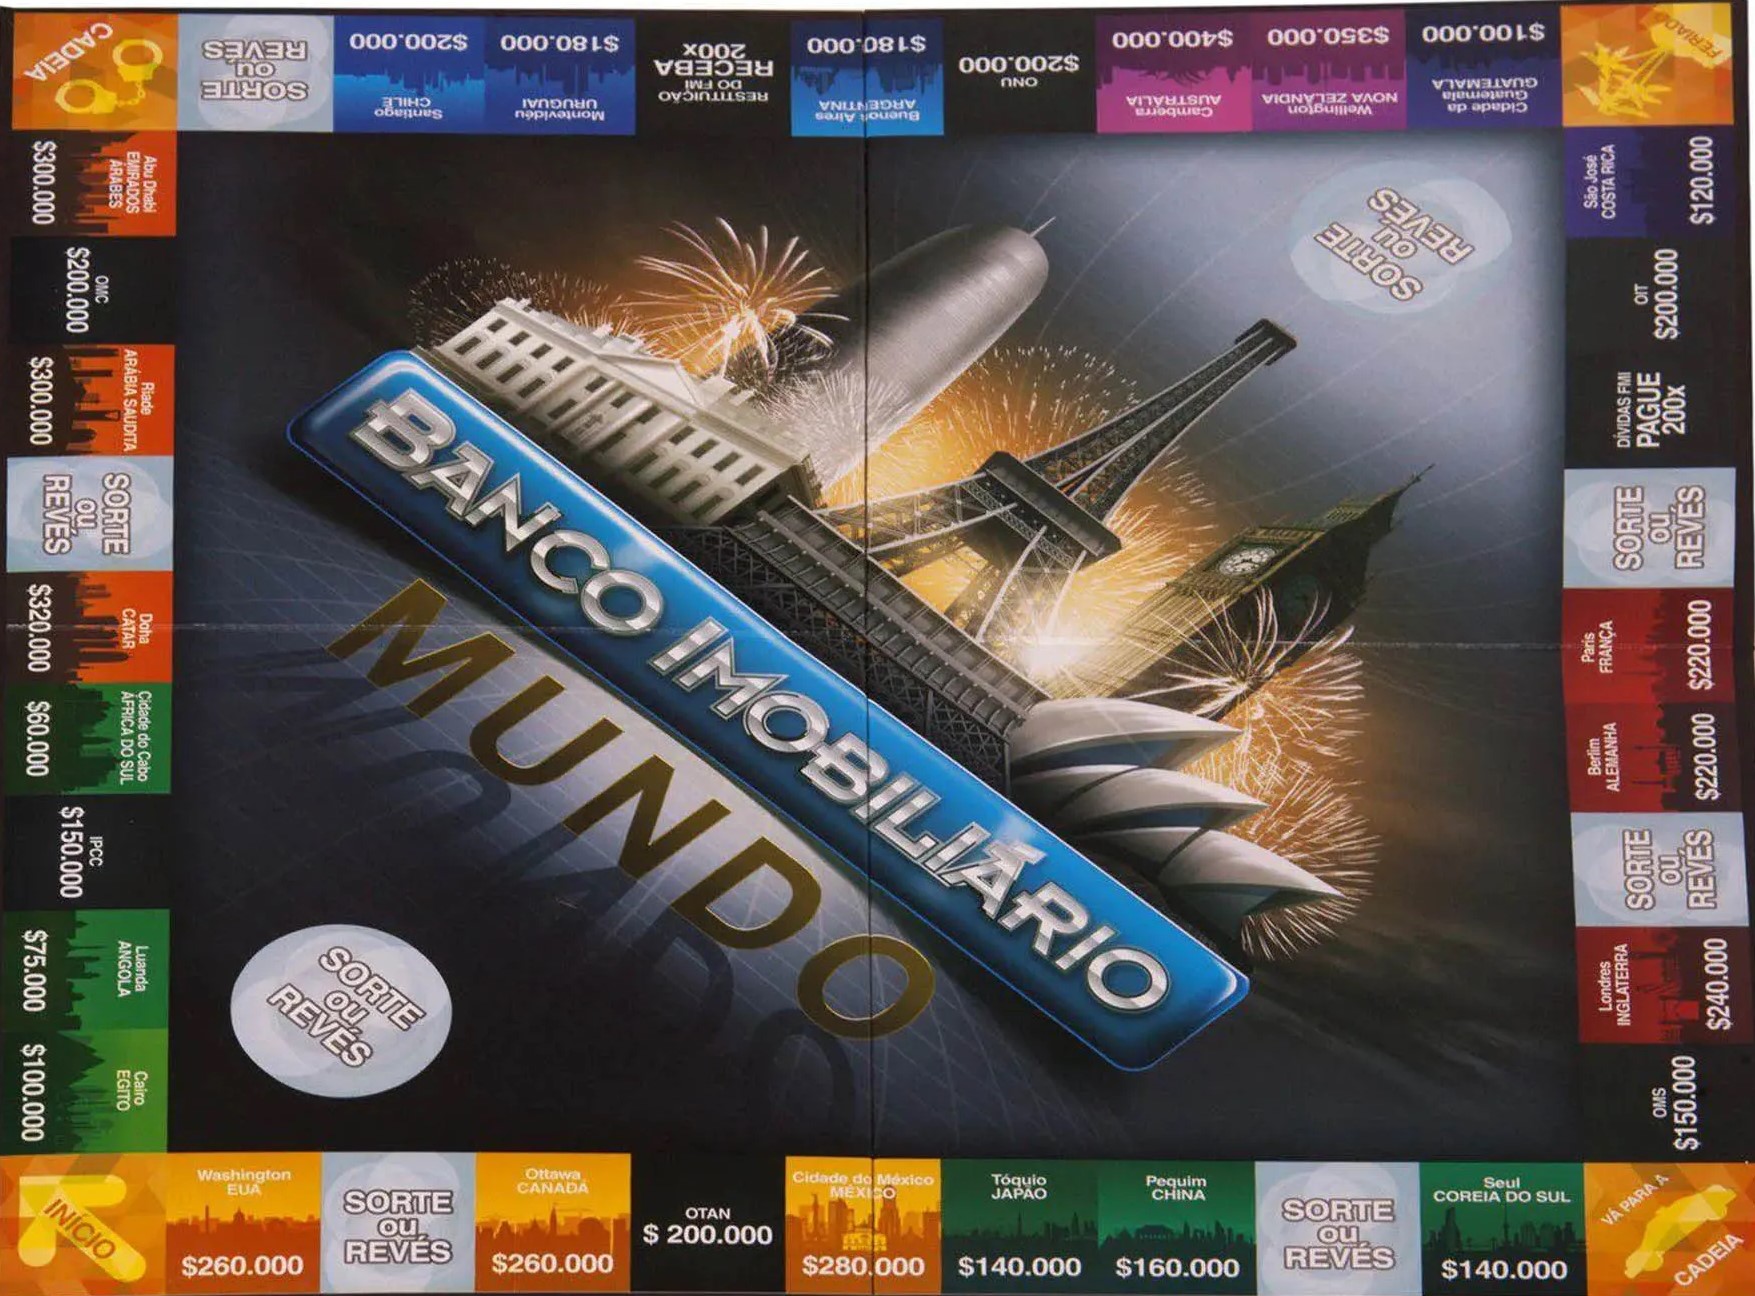 CADEIA
SORTE
ou
REVÉS
$200.000
Santiago
CHILE
$180.000
Montevidéu
URUGUAI
RESTITUIÇÃO
DO FMI
RECEBA
200x
$180.000
Buenos Aires
ARGENTINA
ONU
$200.000
$400.000
Camberra
AUSTRÁLIA
$350.000
Wellington
NOVA ZELÂNDIA
$100.000
Cidade da
Guatemala
GUATEMALA
FERIADO
São José
COSTA RICA
$120.000
OIT
$200.000
DÍVIDAS FMI
PAGUE
200x
SORTE
ou
REVÉS
Paris
FRANÇA
$220.000
Berlim
ALEMANHA
$220.000
SORTE
ou
REVÉS
Londres
INGLATERRA
$240.000
OMS
$150.000
VÁ PARA A
CADEIA
Seul
COREIA DO SUL
$140.000
SORTE
ou
REVÉS
Pequim
CHINA
$160.000
Tóquio
JAPÃO
$140.000
Cidade do México
MÉXICO
$280.000
OTAN
$ 200.000
Ottawa
CANADÁ
$260.000
SORTE
ou
REVÉS
Washington
EUA
$260.000
INÍCIO
Cairo
EGITO
$100.000
Luanda
ANGOLA
$75.000
IPCC
$150.000
Cidade do Cabo
ÁFRICA DO SUL
$60.000
Doha
CATAR
$320.000
SORTE
ou
REVÉS
Riade
ARÁBIA SAUDITA
$300.000
OMC
$200.000
Abu Dhabi
EMIRADOS
ÁRABES
$300.000
SORTE
ou
REVÉS
BANCO IMOBILIÁRIO
MUNDO
SORTE
ou
REVÉS